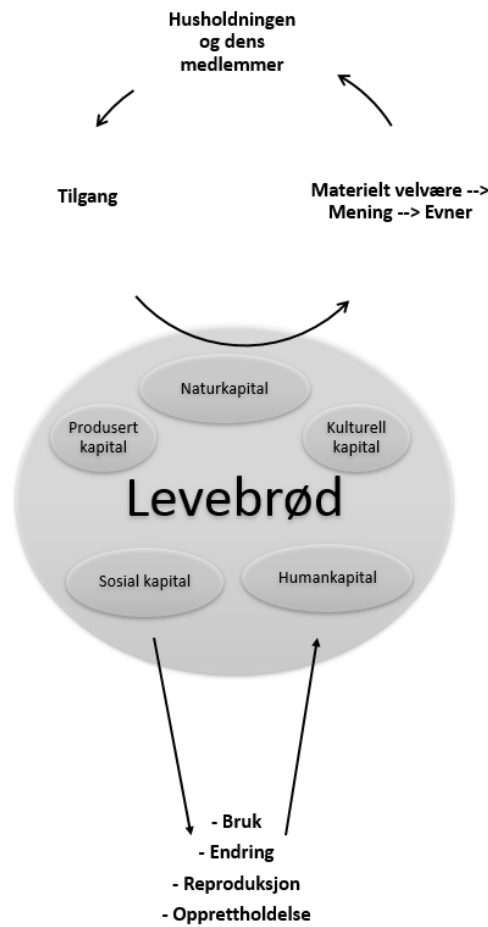 Husholdningen
og dens
medlemmer
Tilgang
Materielt velvære -->
Mening --> Evner
Naturkapital
Produsert
kapital
Kulturell
kapital
Levebrød
Sosial kapital
Humankapital
- Bruk
- Endring
- Reproduksjon
- Opprettholdelse